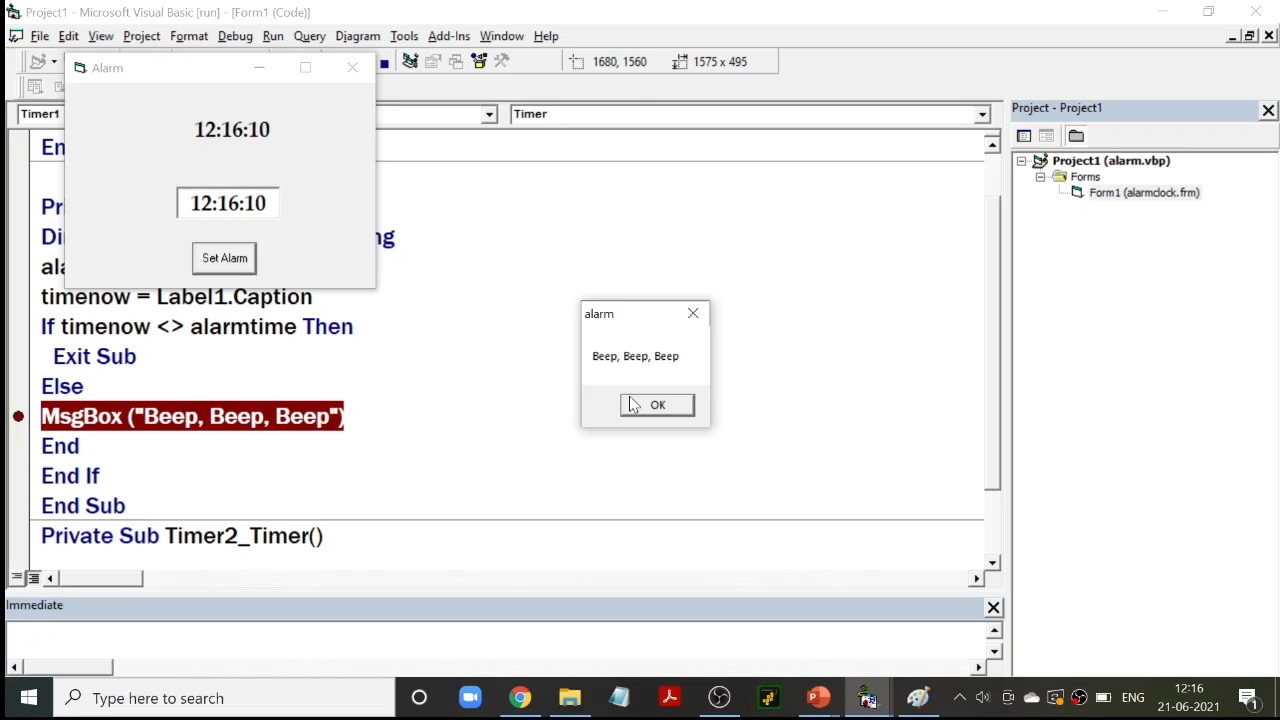 Project1 - Microsoft Visual Basic [run] - [Form1 (Code)]
File Edit View Project Format Debug Run Query Diagram Tools Add-Ins Window Help
1680, 1560 1575 x 495
Alarm
12:16:10
12:16:10
Set Alarm
Timer1 Timer
En
Pri
Di ng
ala
timenow = Label1.Caption
If timenow <> alarmtime Then
Exit Sub
Else
MsgBox ("Beep, Beep, Beep")
End
End If
End Sub
Private Sub Timer2_Timer()
alarm
Beep, Beep, Beep
OK
Project - Project1
Project1 (alarm.vbp)
Forms
Form1 (alarmclock.frm)
Immediate
Type here to search
ENG
12:16
21-06-2021
1